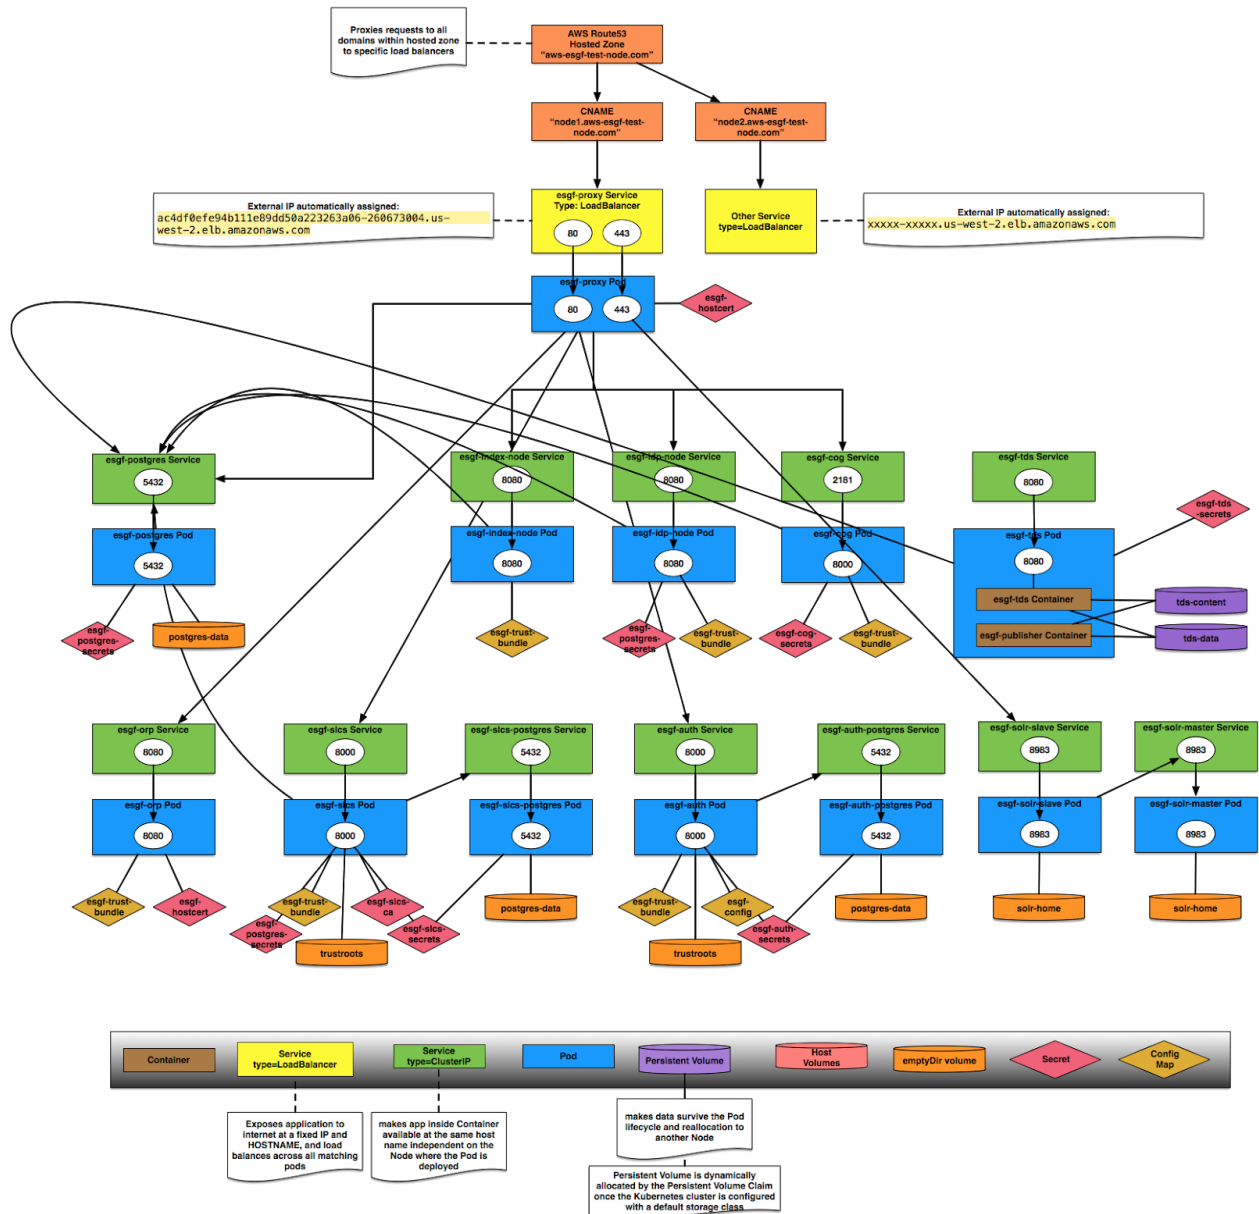 Proxies requests to all
domains within hosted zone
to specific load balancers
AWS Route53
Hosted Zone
"aws-esgf-test-node.com"
CNAME
"node1.aws-esgf-test-
node.com"
CNAME
"node2.aws-esgf-test-
node.com"
External IP automatically assigned:
ac4df0efe94b111e89dd50a223263a06-260673004.us-
west-2.elb.amazonaws.com
esgf-proxy Service
Type: LoadBalancer
80
443
Other Service
type=LoadBalancer
External IP automatically assigned:
xxxxx-xxxxx.us-west-2.elb.amazonaws.com
esgf-proxy Pod
80
443
esgf-
hostcert
esgf-postgres Service
5432
esgf-index-node Service
8080
esgf-idp-node Service
8080
esgf-cog Service
2181
esgf-tds Service
8080
esgf-tds
-secrets
esgf-postgres Pod
5432
esgf-index-node Pod
8080
esgf-idp-node Pod
8080
esgf-cog Pod
8000
esgf-tds Pod
8080
esgf-tds Container
esgf-publisher Container
tds-content
tds-data
esgf-
postgres-
secrets
postgres-data
esgf-trust-
bundle
esgf-
postgres-
secrets
esgf-trust-
bundle
esgf-cog-
secrets
esgf-trust-
bundle
esgf-orp Service
8080
esgf-slcs Service
8000
esgf-slcs-postgres Service
5432
esgf-auth Service
8000
esgf-auth-postgres Service
5432
esgf-solr-slave Service
8983
esgf-solr-master Service
8983
esgf-orp Pod
8080
esgf-slcs Pod
8000
esgf-slcs-postgres Pod
5432
esgf-auth Pod
8000
esgf-auth-postgres Pod
5432
esgf-solr-slave Pod
8983
esgf-solr-master Pod
8983
esgf-trust-
bundle
esgf-
hostcert
esgf-
postgres-
secrets
esgf-trust-
bundle
trustroots
esgf-slcs-
ca
esgf-slcs-
secrets
postgres-data
esgf-trust-
bundle
trustroots
esgf-
config
esgf-auth-
secrets
postgres-data
solr-home
solr-home
Container
Service
type=LoadBalancer
Service
type=ClusterIP
Pod
Persistent Volume
Host
Volumes
emptyDir volume
Secret
Config
Map
Exposes application to
internet at a fixed IP and
HOSTNAME, and load
balances across all matching
pods
makes app inside Container
available at the same host
name independent on the
Node where the Pod is
deployed
makes data survive the Pod
lifecycle and reallocation to
another Node
Persistent Volume is dynamically
allocated by the Persistent Volume Claim
once the Kubernetes cluster is configured
with a default storage class